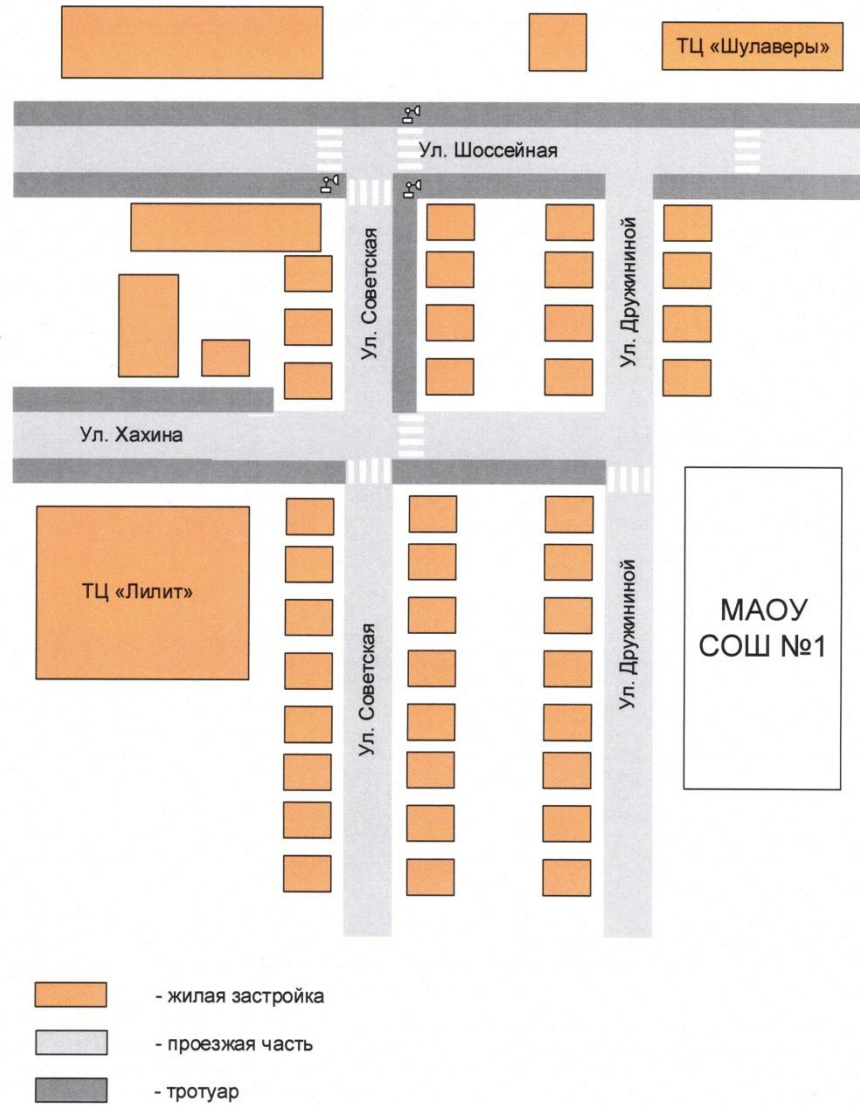 ТЦ «Шулаверы»
Ул. Шоссейная
Ул. Советская
Ул. Дружининой
Ул. Хахина
ТЦ «Лилит»
Ул. Советская
Ул. Дружининой
МАОУ
СОШ №1
- жилая застройка
- проезжая часть
- тротуар